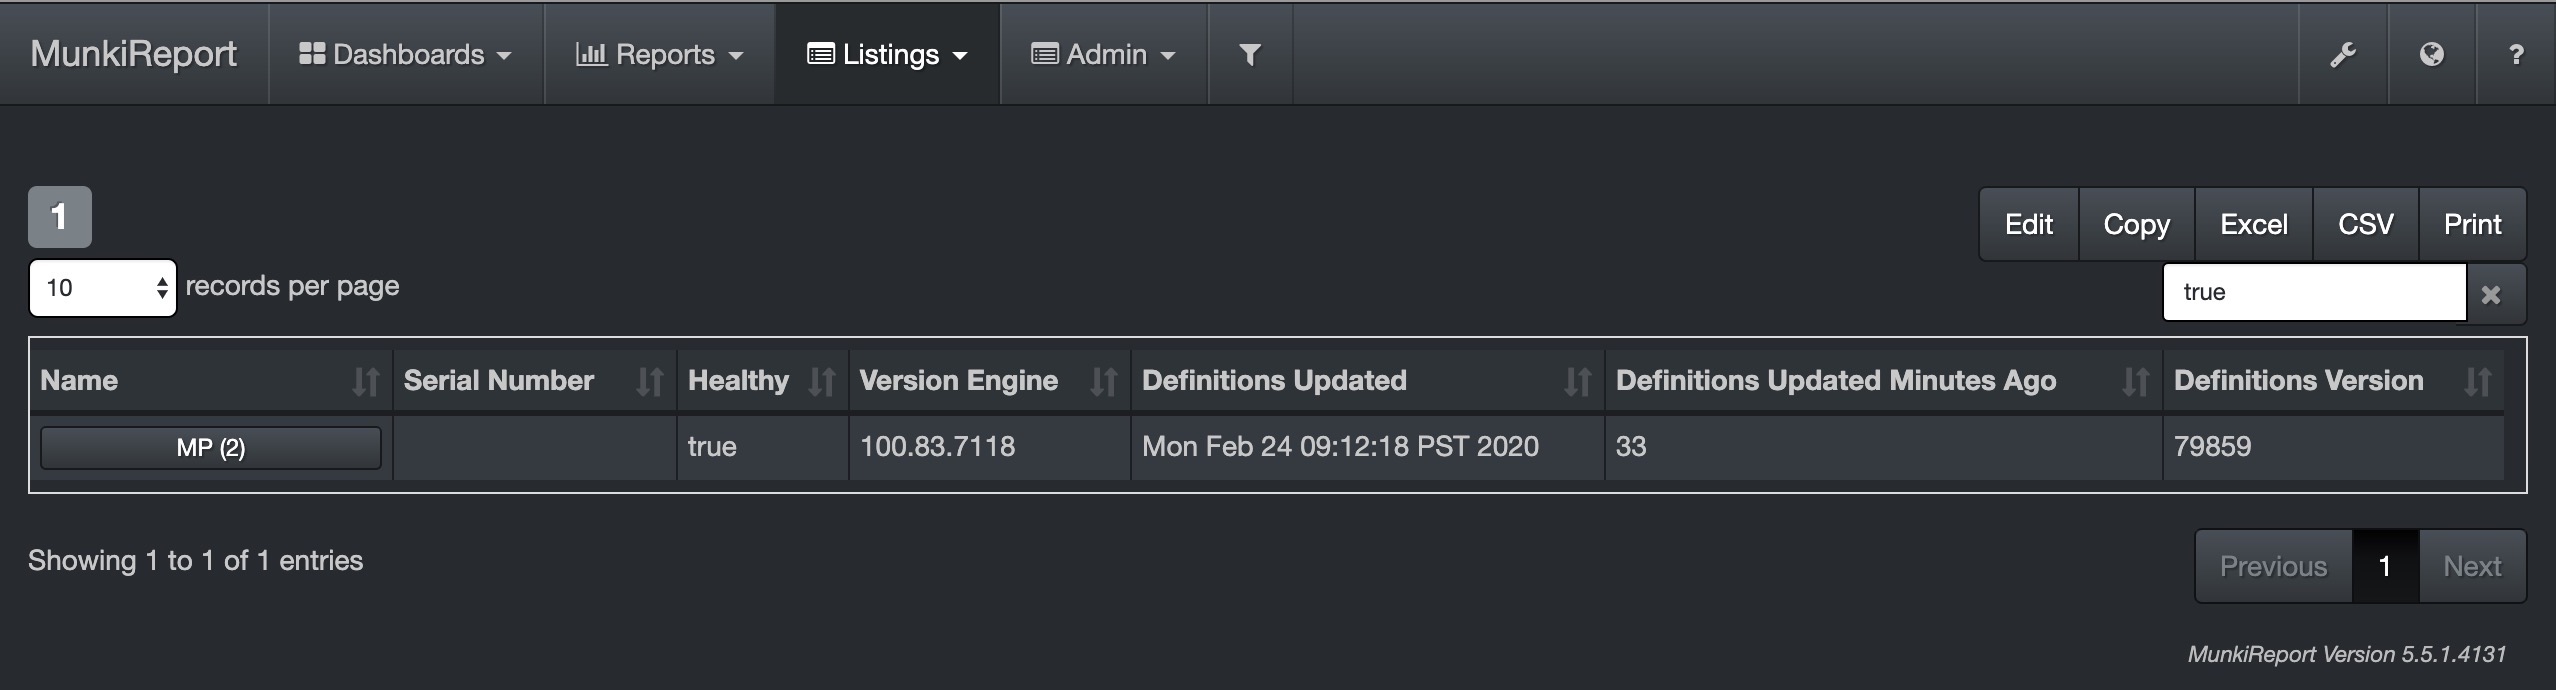 MunkiReport Dashboards Reports Listings Admin ?
1
Edit Copy Excel CSV Print
10 records per page
true
Name Serial Number Healthy Version Engine Definitions Updated Definitions Updated Minutes Ago Definitions Version
MP (2) true 100.83.7118 Mon Feb 24 09:12:18 PST 2020 33 79859
Showing 1 to 1 of 1 entries
Previous 1 Next
MunkiReport Version 5.5.1.4131